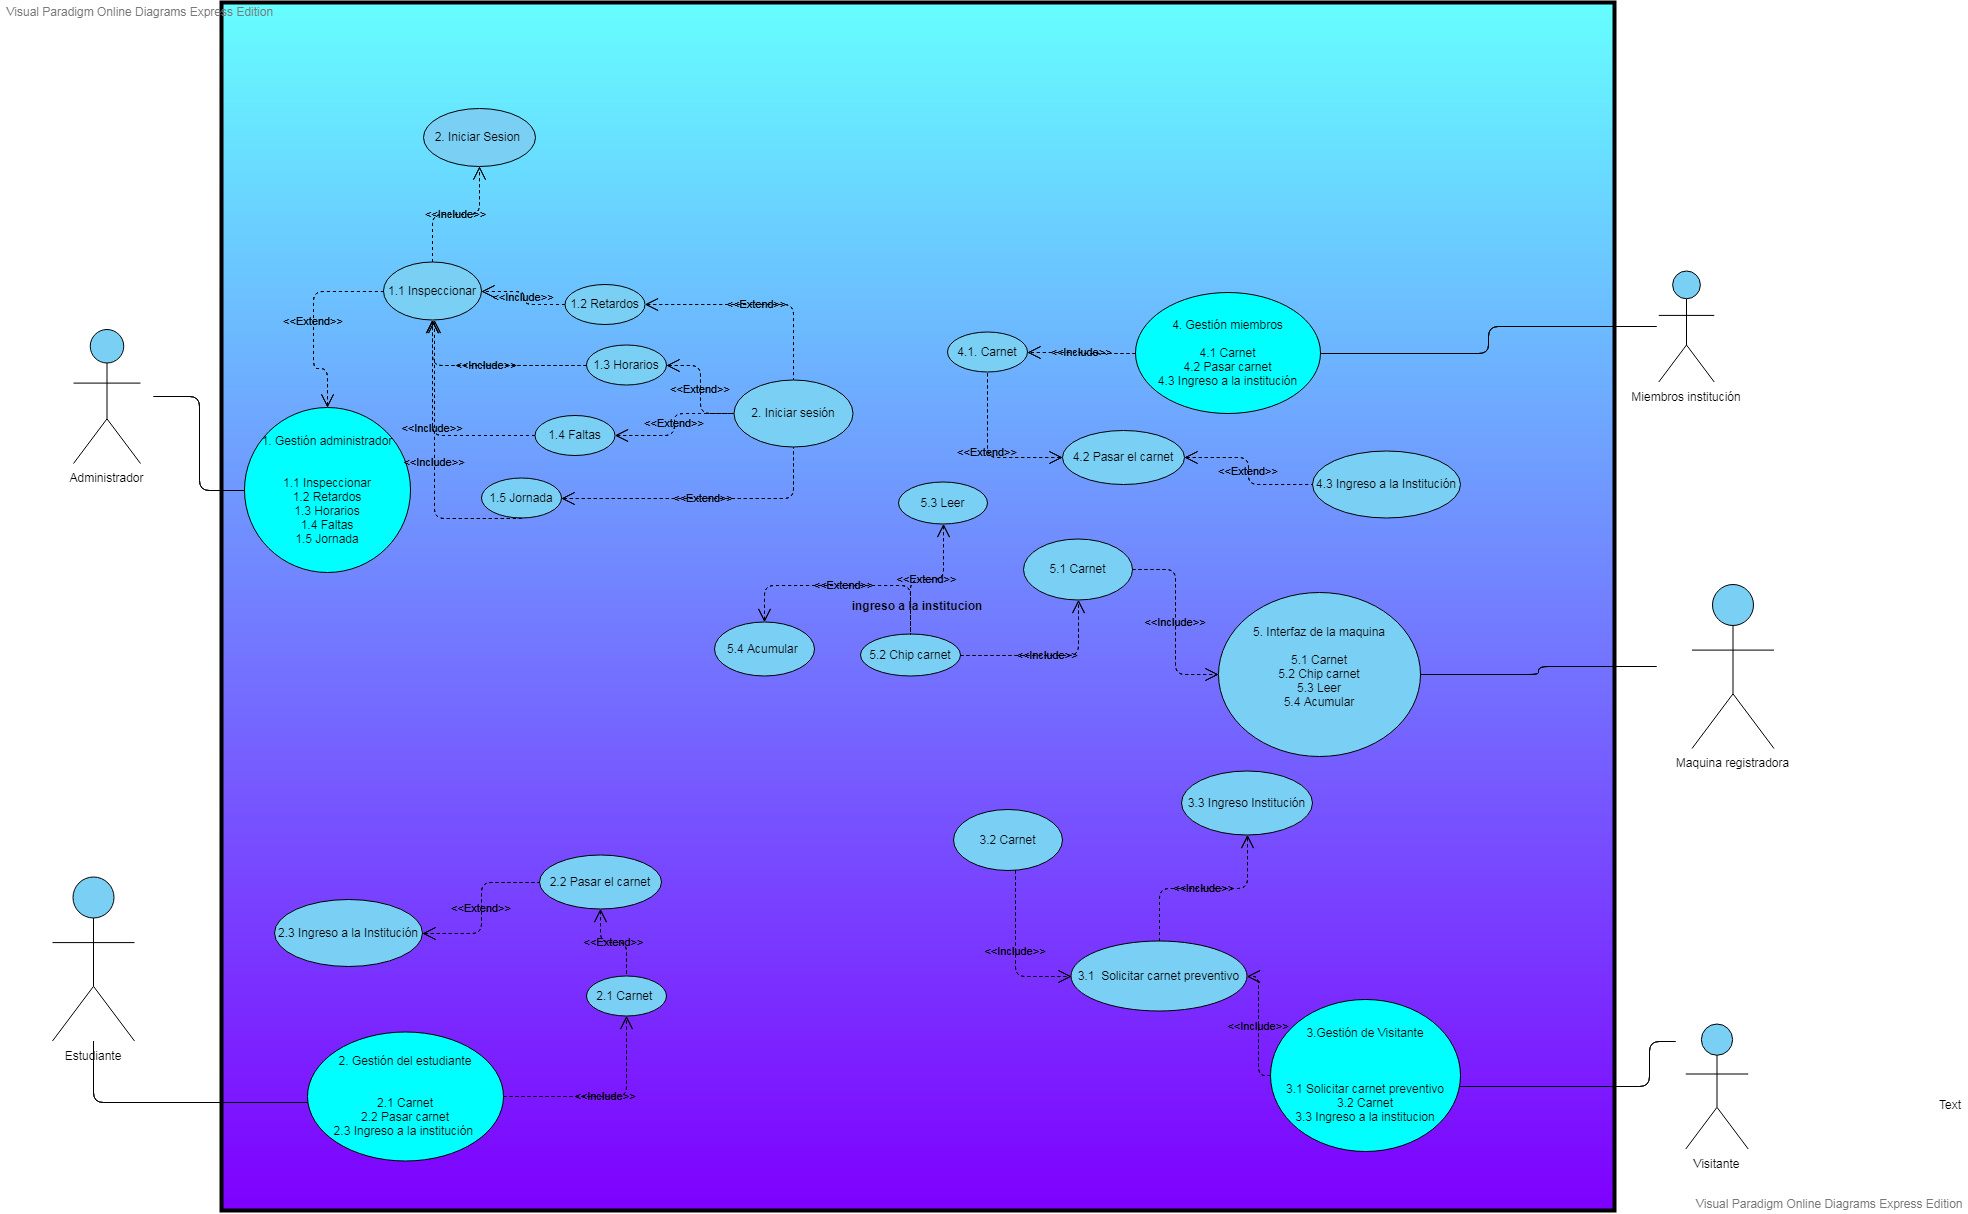 Visual Paradigm Online Diagrams Express Edition
2. Iniciar Sesion
<<Include>>
1.1 Inspeccionar
<<Include>>
1.2 Retardos
<<Extend>>
<<Extend>>
1.3 Horarios
<<Include>>
<<Extend>>
2. Iniciar sesión
<<Extend>>
1.4 Faltas
<<Include>>
<<Include>>
1.5 Jornada
<<Extend>>
Administrador
1. Gestión administrador
1.1 Inspeccionar
1.2 Retardos
1.3 Horarios
1.4 Faltas
1.5 Jornada
4. Gestión miembros
4.1 Carnet
4.2 Pasar carnet
4.3 Ingreso a la institución
4.1. Carnet
<<Include>>
Miembros institución
<<Extend>>
4.2 Pasar el carnet
<<Extend>>
4.3 Ingreso a la Institución
5.3 Leer
<<Extend>>
<<Extend>>
ingreso a la institucion
5.4 Acumular
5.2 Chip carnet
<<Include>>
5.1 Carnet
<<Include>>
5. Interfaz de la maquina
5.1 Carnet
5.2 Chip carnet
5.3 Leer
5.4 Acumular
Maquina registradora
3.3 Ingreso Institución
3.2 Carnet
<<Include>>
<<Include>>
3.1  Solicitar carnet preventivo
<<Include>>
3.Gestión de Visitante
3.1 Solicitar carnet preventivo
3.2 Carnet
3.3 Ingreso a la institucion
Visitante
Text
2.2 Pasar el carnet
<<Extend>>
2.3 Ingreso a la Institución
<<Extend>>
2.1 Carnet
Estudiante
2. Gestión del estudiante
2.1 Carnet
2.2 Pasar carnet
2.3 Ingreso a la institución
<<Include>>
Visual Paradigm Online Diagrams Express Edition